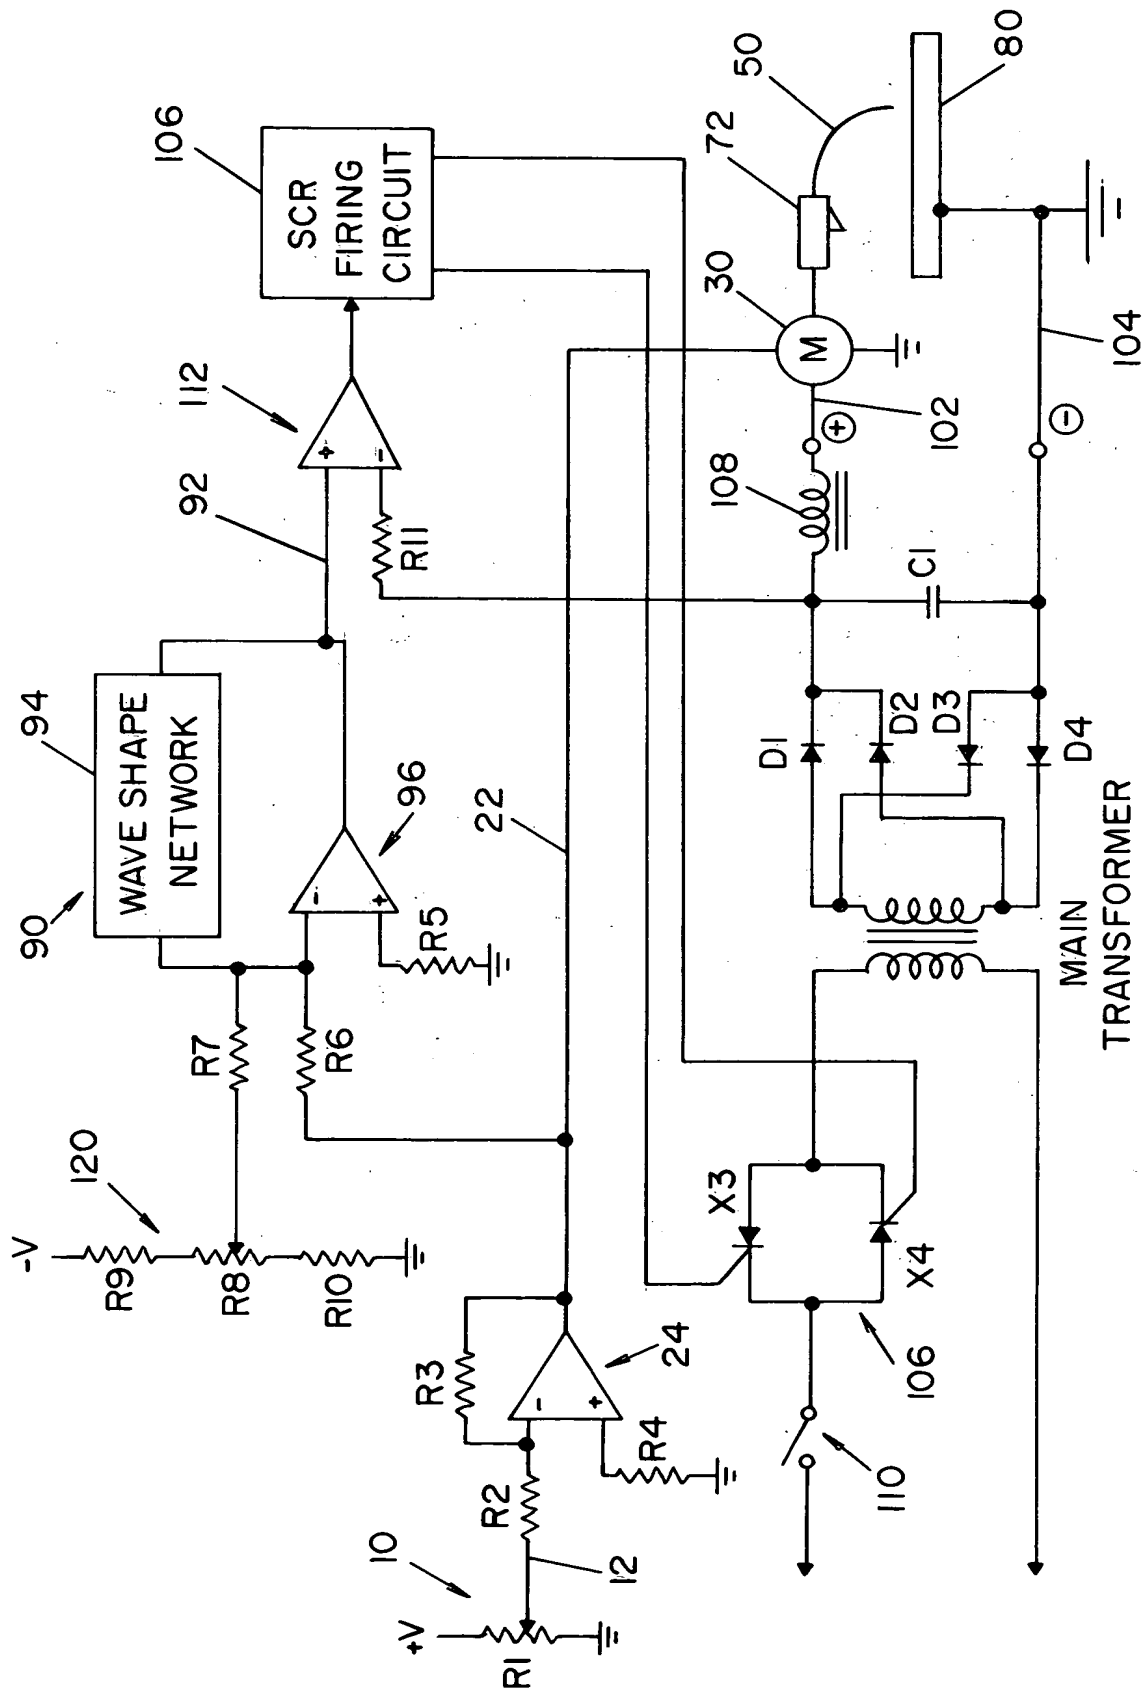 106
SCR
FIRING
CIRCUIT
94
90
WAVE SHAPE
NETWORK
112
+
-
92
R11
120
-V
R9
R8
R10
R7
R6
96
-
+
R5
10
+V
R1
12
R2
R3
24
-
+
R4
22
50
72
80
30
M
102
104
+
-
108
C1
D1
D2
D3
D4
MAIN
TRANSFORMER
X3
X4
106
110